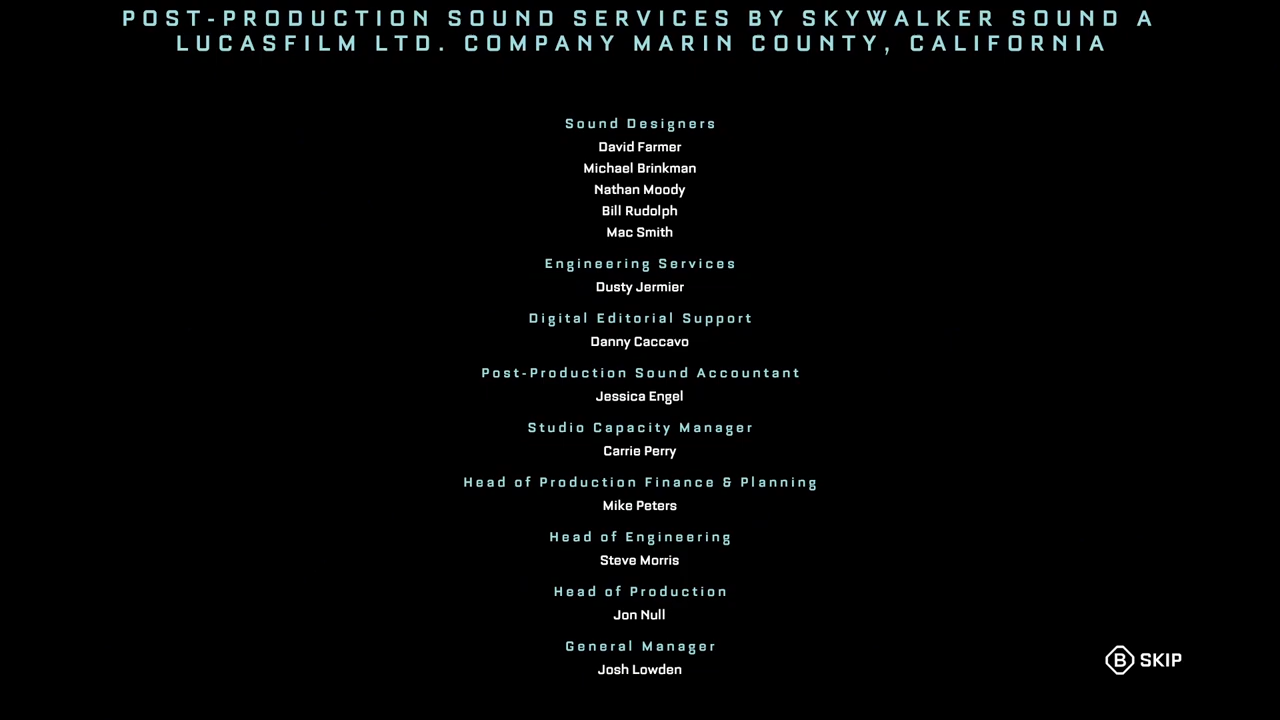 POST-PRODUCTION SOUND SERVICES BY SKYWALKER SOUND A
LUCASFILM LTD. COMPANY MARIN COUNTY, CALIFORNIA
Sound Designers
David Farmer
Michael Brinkman
Nathan Moody
Bill Rudolph
Mac Smith
Engineering Services
Dusty Jermier
Digital Editorial Support
Danny Caccavo
Post-Production Sound Accountant
Jessica Engel
Studio Capacity Manager
Carrie Perry
Head of Production Finance & Planning
Mike Peters
Head of Engineering
Steve Morris
Head of Production
Jon Null
General Manager
Josh Lowden
B SKIP